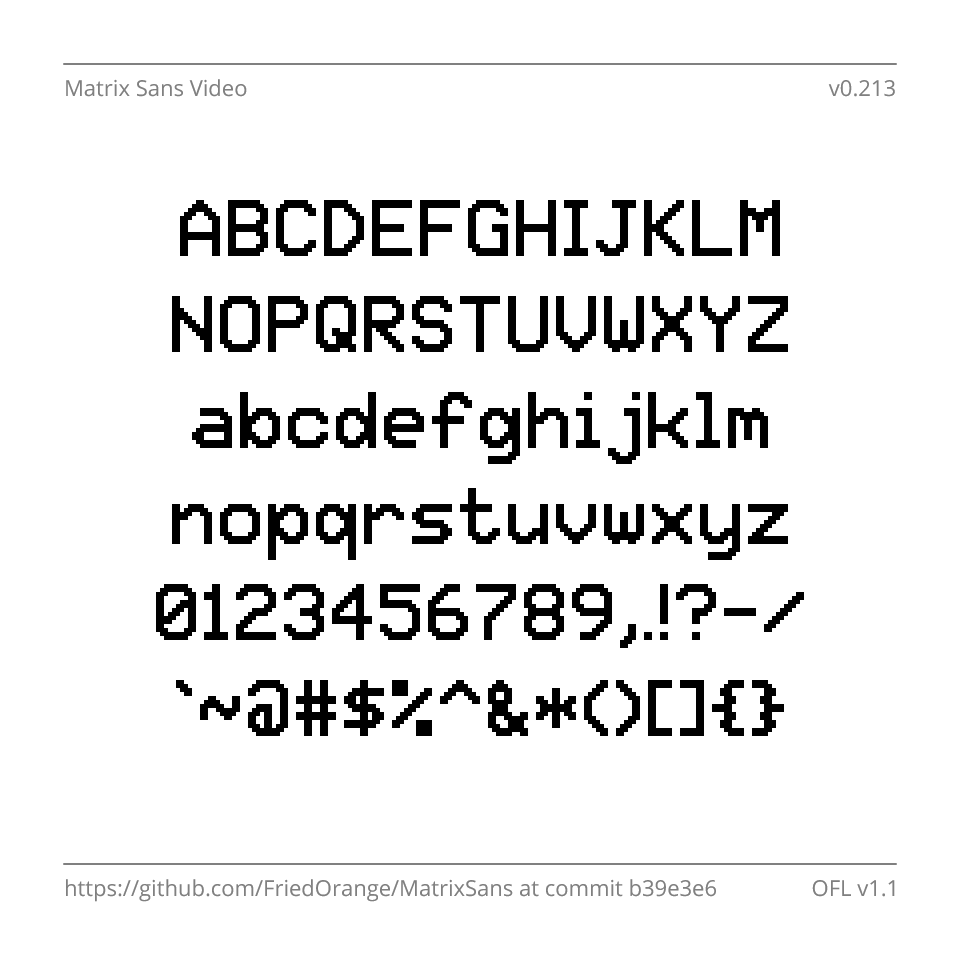 Matrix Sans Video v0.213
ABCDEFGHIJKLM
NOPQRSTUVWXYZ
abcdefghijklm
nopqrstuvwxyz
0123456789,.!?-/
`~@#$%^&*()[]{}
https://github.com/FriedOrange/MatrixSans at commit b39e3e6 OFL v1.1